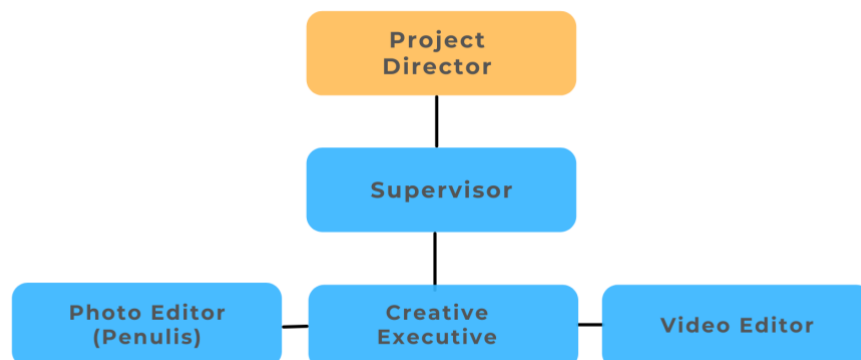 Project
Director
Supervisor
Photo Editor
(Penulis)
Creative
Executive
Video Editor